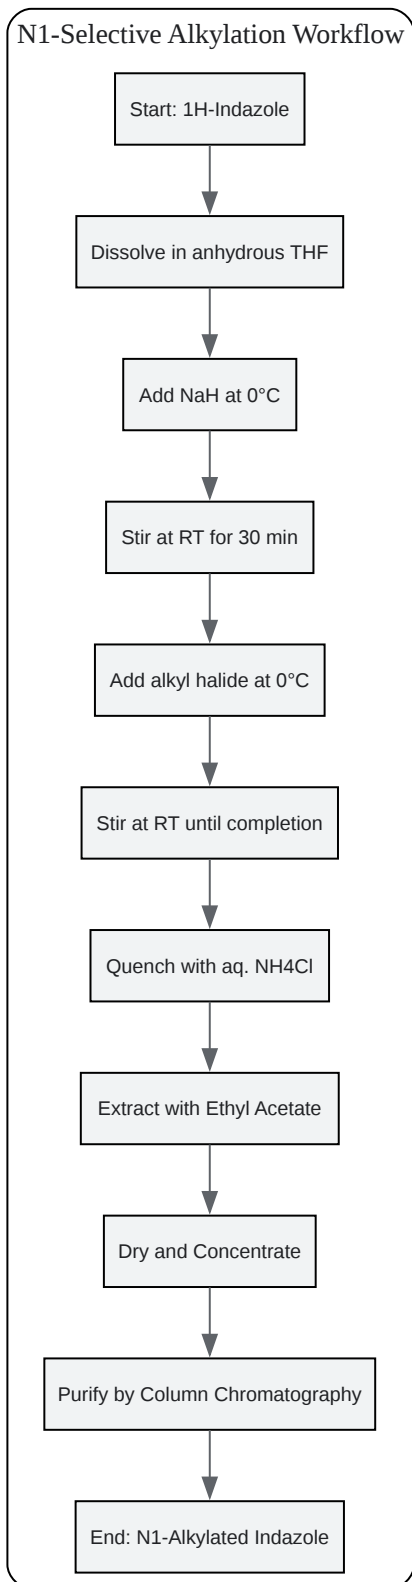 N1-Selective Alkylation Workflow
Start: 1H-Indazole
Dissolve in anhydrous THF
Add NaH at 0°C
Stir at RT for 30 min
Add alkyl halide at 0°C
Stir at RT until completion
Quench with aq. NH4Cl
Extract with Ethyl Acetate
Dry and Concentrate
Purify by Column Chromatography
End: N1-Alkylated Indazole